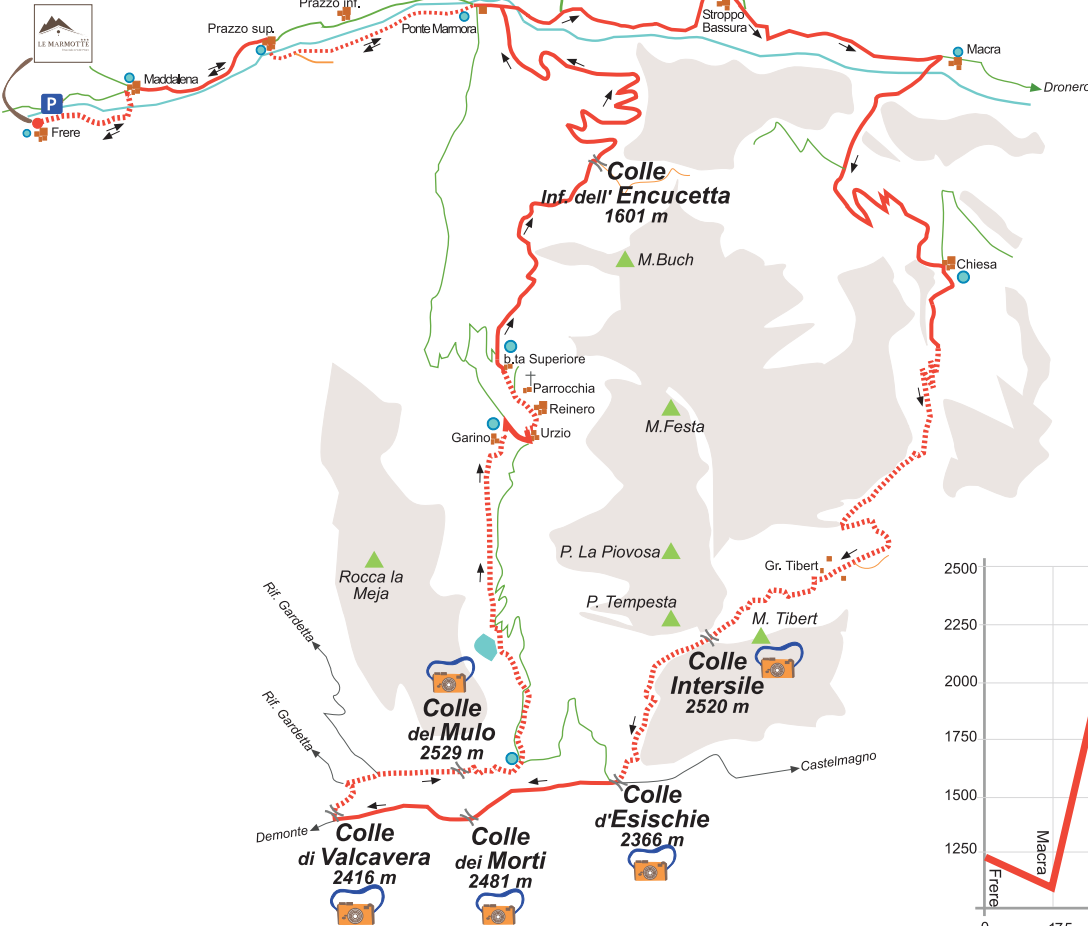 Prazzo inf.
Prazzo sup.
Ponte Marmora
Stroppo
Bassura
LE MARMOTTE
Maddalena
Macra
Dronero
P
Frere
Colle
Inf. dell' Encucetta
1601 m
M.Buch
Chiesa
b.ta Superiore
Parrocchia
Reinero
M.Festa
Garino
Urzio
P. La Piovosa
Gr. Tibert
Rocca la
Meja
P. Tempesta
M. Tibert
Rif. Gardetta
Colle
Intersile
2520 m
Rif. Gardetta
Colle
del Mulo
2529 m
Castelmagno
Colle
d'Esischie
2366 m
Demonte
Colle
di Valcavera
2416 m
Colle
dei Morti
2481 m
2500
2250
2000
1750
1500
1250
Macra
Frere